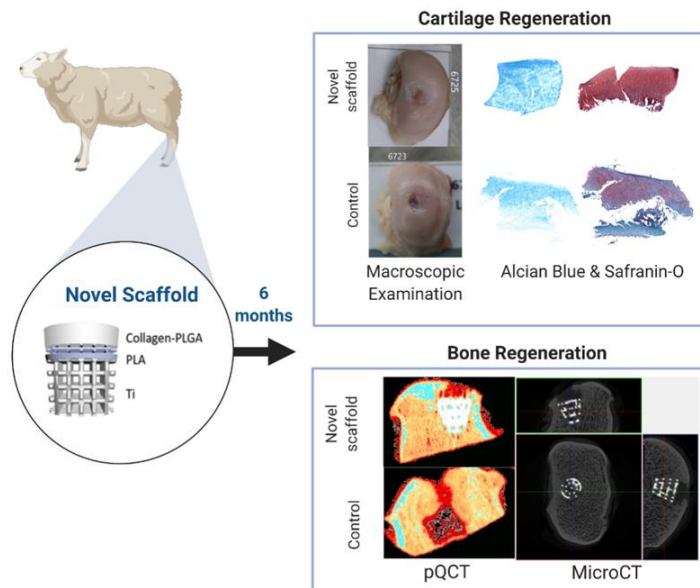 Cartilage Regeneration
Novel
scaffold
6725
6723
Control
Macroscopic
Examination
Alcian Blue & Safranin-O
Novel Scaffold
Collagen-PLGA
PLA
Ti
6
months
Bone Regeneration
Novel
scaffold
Control
pQCT
MicroCT